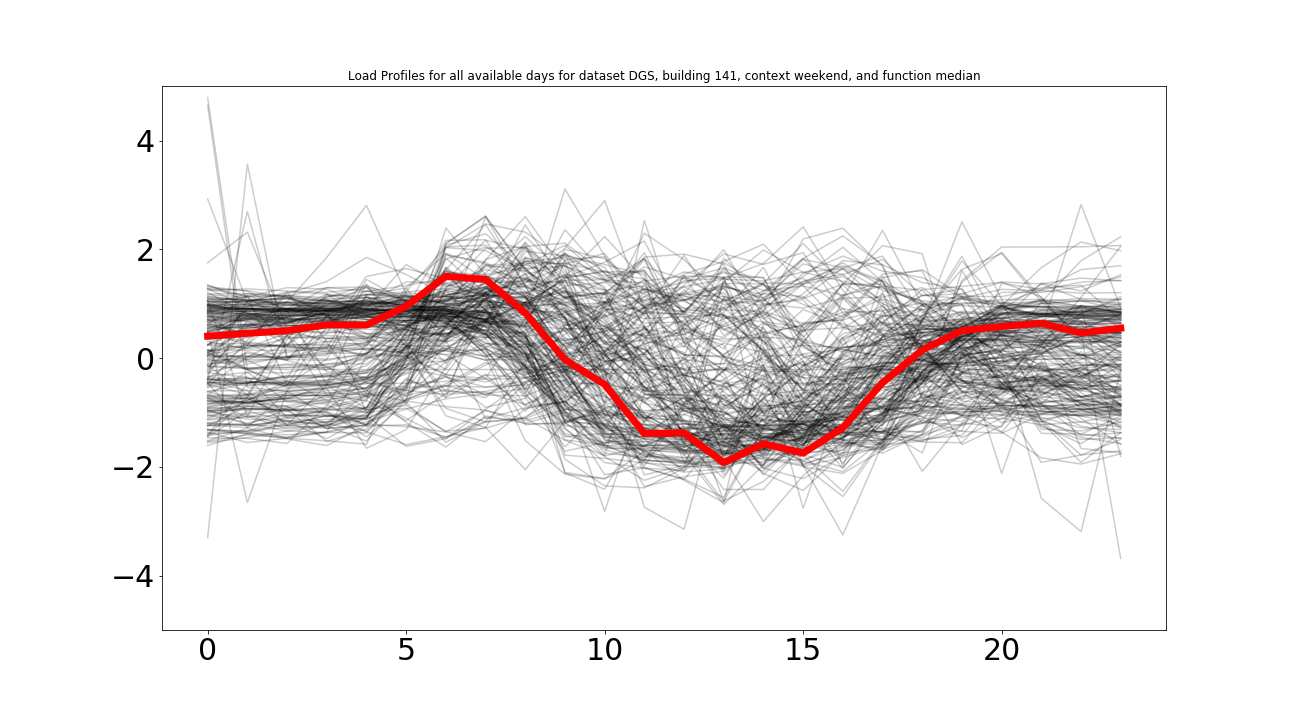 Load Profiles for all available days for dataset DGS, building 141, context weekend, and function median
4
2
0
−2
−4
0 5 10 15 20